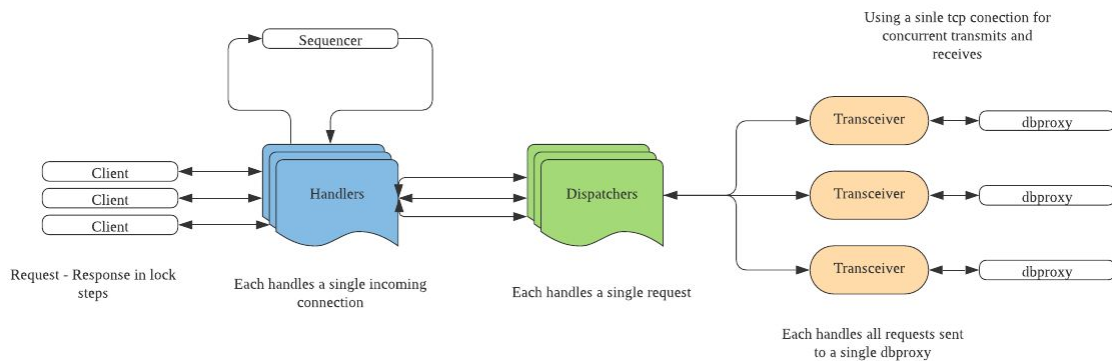 Using a sinle tcp conection for
concurrent transmits and
receives
Sequencer
Transceiver
dbproxy
Client
Client
Client
Handlers
Dispatchers
Transceiver
dbproxy
Transceiver
dbproxy
Request - Response in lock
steps
Each handles a single incoming
connection
Each handles a single request
Each handles all requests sent
to a single dbproxy